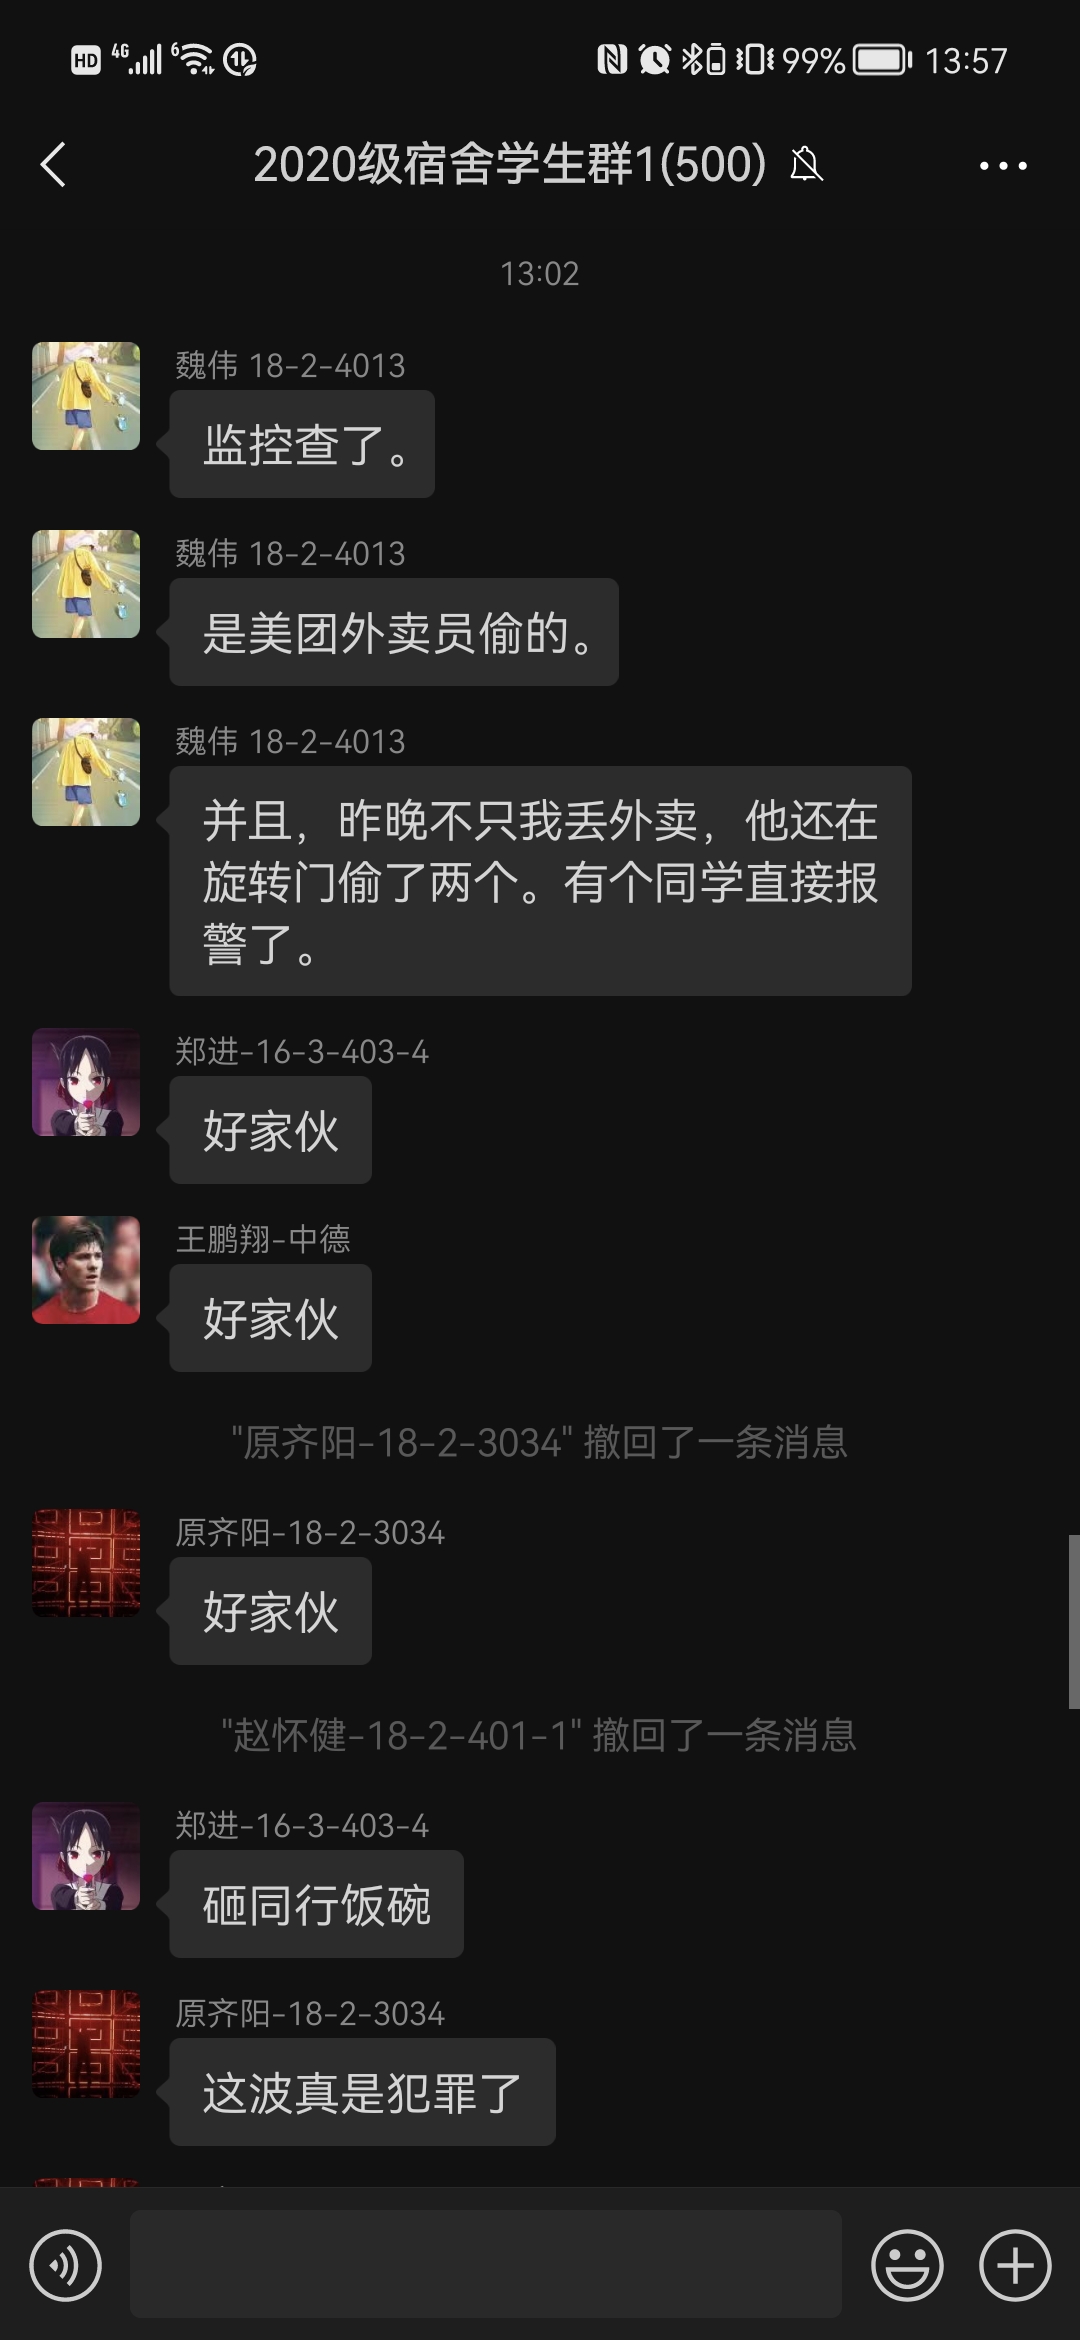 HD 4G 6 99% 13:57
2020级宿舍学生群1(500)
13:02
魏伟 18-2-4013
监控查了。
魏伟 18-2-4013
是美团外卖员偷的。
魏伟 18-2-4013
并且，昨晚不只我丢外卖，他还在
旋转门偷了两个。有个同学直接报
警了。
郑进-16-3-403-4
好家伙
王鹏翔-中德
好家伙
"原齐阳-18-2-3034" 撤回了一条消息
原齐阳-18-2-3034
好家伙
"赵怀健-18-2-401-1" 撤回了一条消息
郑进-16-3-403-4
砸同行饭碗
原齐阳-18-2-3034
这波真是犯罪了